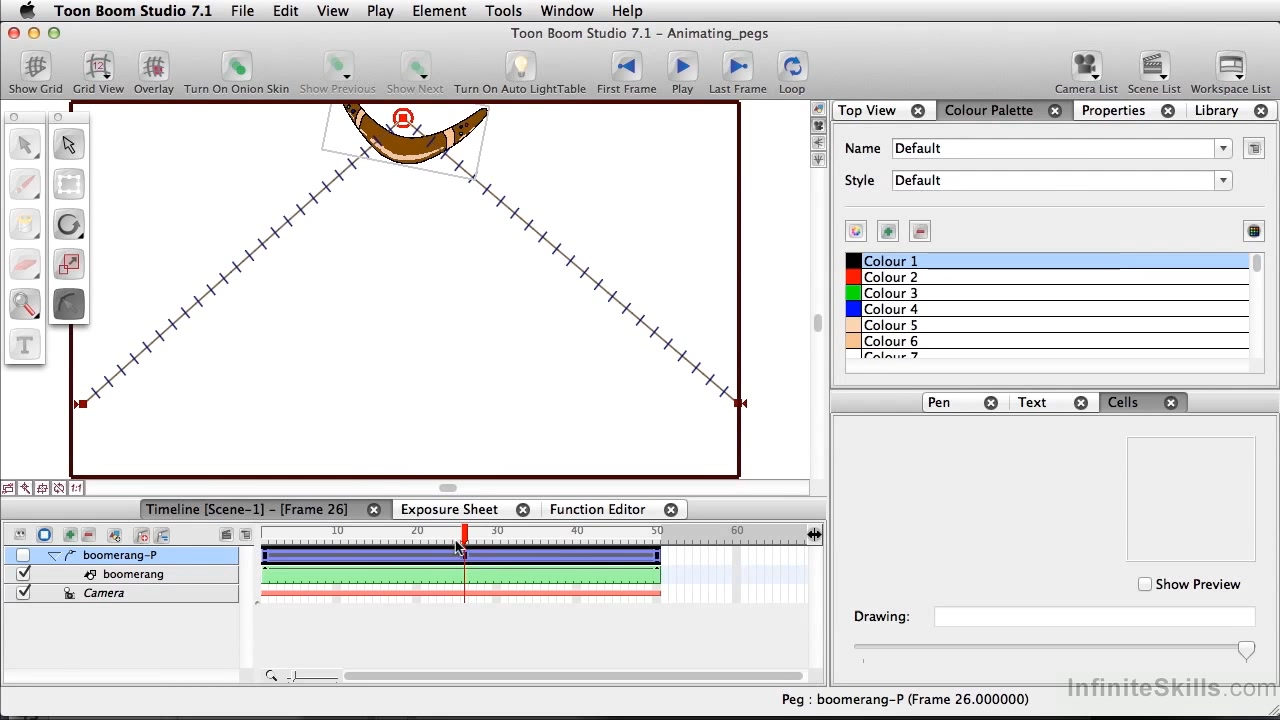 Toon Boom Studio 7.1 File Edit View Play Element Tools Window Help
Toon Boom Studio 7.1 - Animating_pegs
12
Show Grid Grid View Overlay Turn On Onion Skin Show Previous Show Next Turn On Auto LightTable First Frame Play Last Frame Loop Camera List Scene List Workspace List
Top View Colour Palette Properties Library
Name Default
Style Default
Colour 1
Colour 2
Colour 3
Colour 4
Colour 5
Colour 6
Colour 7
T
Pen Text Cells
1:1
Timeline [Scene-1] - [Frame 26] Exposure Sheet Function Editor
10 20 30 40 50 60
boomerang-P
boomerang
Camera
Show Preview
Drawing:
InfiniteSkills.com
Peg : boomerang-P (Frame 26.000000)